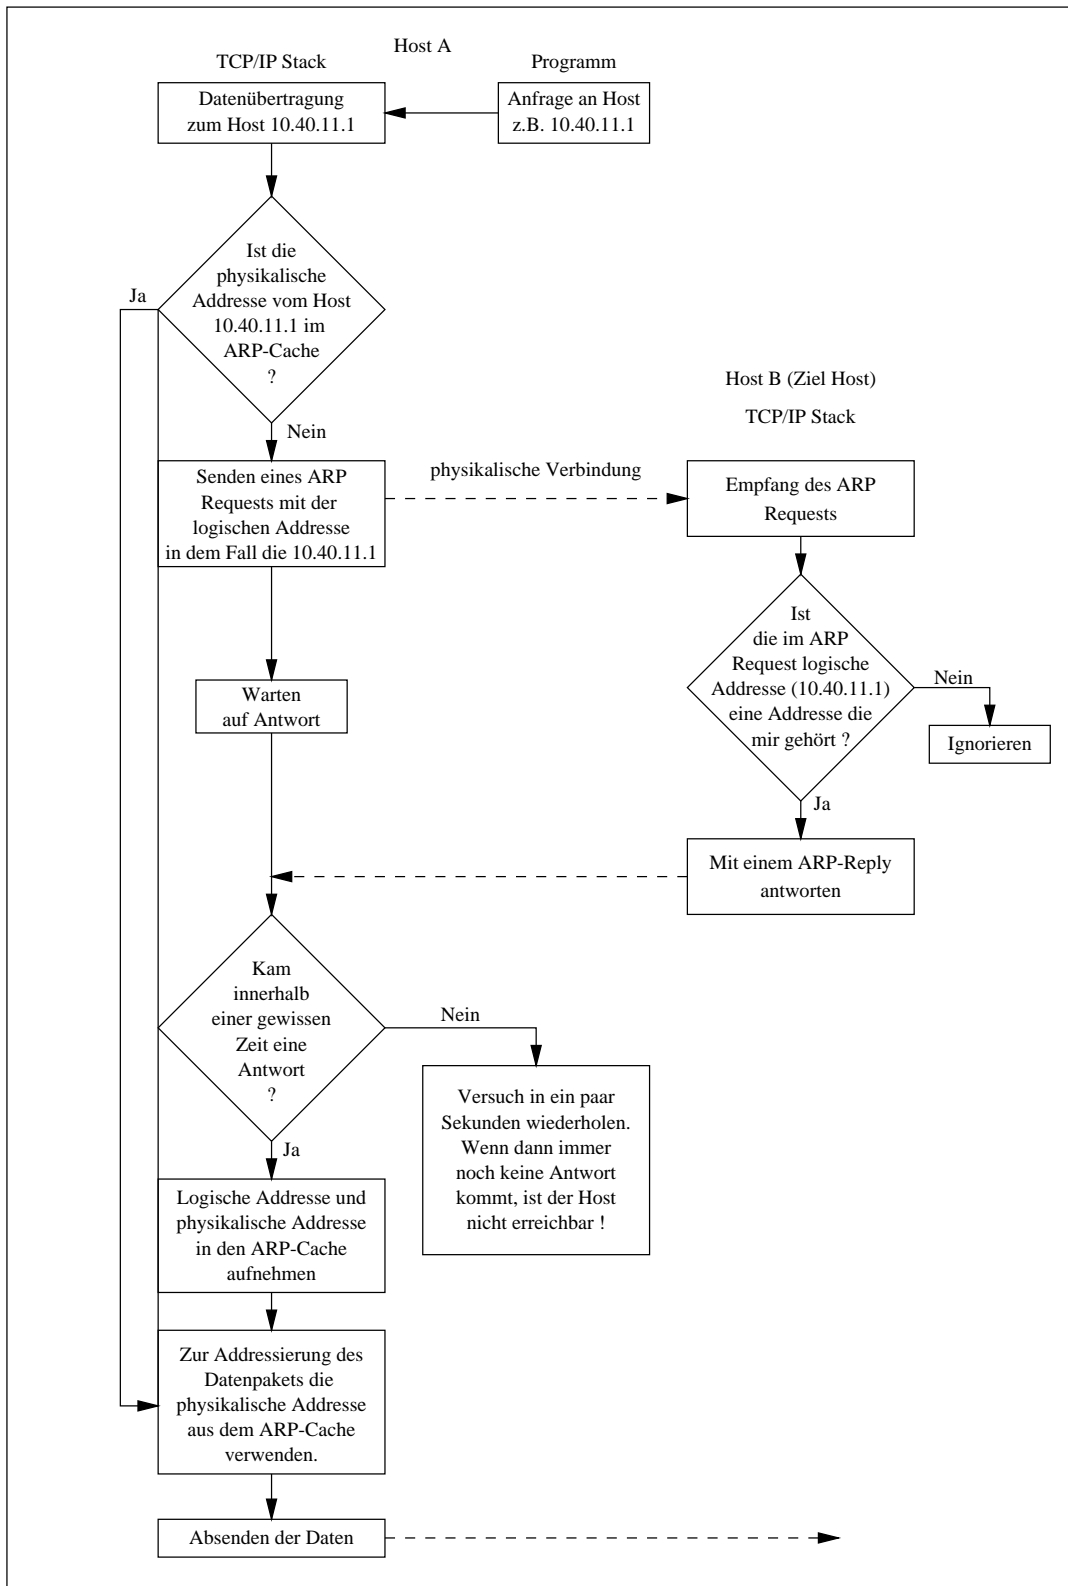 Host A
TCP/IP Stack
Programm
Datenübertragung
zum Host 10.40.11.1
Anfrage an Host
z.B. 10.40.11.1
Ist die
physikalische
Addresse vom Host
10.40.11.1 im
ARP-Cache
?
Ja
Nein
Host B (Ziel Host)
TCP/IP Stack
Senden eines ARP
Requests mit der
logischen Addresse
in dem Fall die 10.40.11.1
physikalische Verbindung
Empfang des ARP
Requests
Ist
die im ARP
Request logische
Addresse (10.40.11.1)
eine Addresse die
mir gehört ?
Nein
Ignorieren
Ja
Warten
auf Antwort
Mit einem ARP-Reply
antworten
Kam
innerhalb
einer gewissen
Zeit eine
Antwort
?
Nein
Versuch in ein paar
Sekunden wiederholen.
Wenn dann immer
noch keine Antwort
kommt, ist der Host
nicht erreichbar !
Ja
Logische Addresse und
physikalische Addresse
in den ARP-Cache
aufnehmen
Zur Addressierung des
Datenpakets die
physikalische Addresse
aus dem ARP-Cache
verwenden.
Absenden der Daten